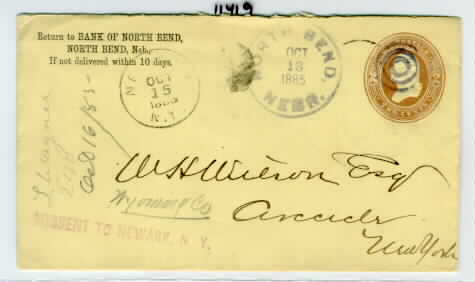 11419
Return to BANK OF NORTH BEND,
NORTH BEND, Neb.,
If not delivered within 10 days.
OCT
15
N.Y.
NORTH BEND,
OCT
13
1885
NEBR.
Oct 16/85
W H Wilson Esq
Wyoming Co
Arcade
New York
MISSENT TO NEWARK, N. Y.